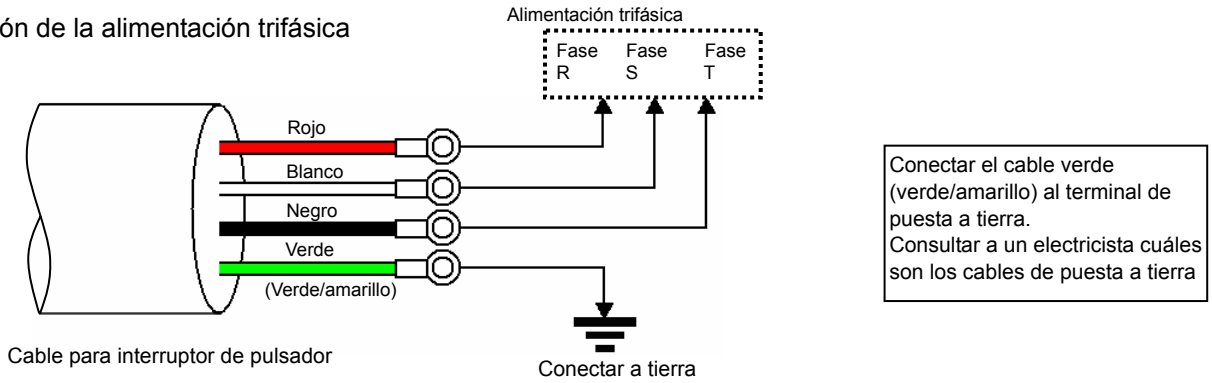 ón de la alimentación trifásica
Alimentación trifásica
Fase Fase Fase
R S T
Rojo
Blanco
Negro
Verde
(Verde/amarillo)
Cable para interruptor de pulsador
Conectar a tierra
Conectar el cable verde
(verde/amarillo) al terminal de
puesta a tierra.
Consultar a un electricista cuáles
son los cables de puesta a tierra